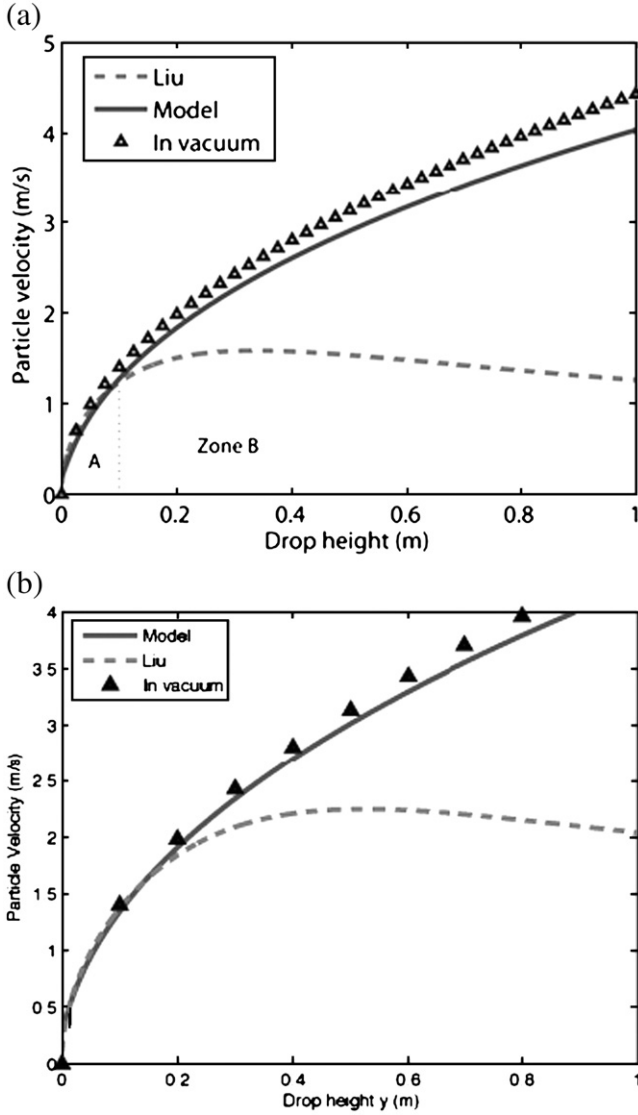 (a)
5
4
3
2
1
0
Particle velocity (m/s)
Liu
Model
In vacuum
A
Zone B
0
0.2
0.4
0.6
0.8
1
Drop height (m)
(b)
4
3 5
3
2 5
2
1 5
1
0 5
0
Particle Velocity (m/s)
Model
Liu
In vacuum
0
0 2
0 4
0 6
0 8
1
Drop height y (m)